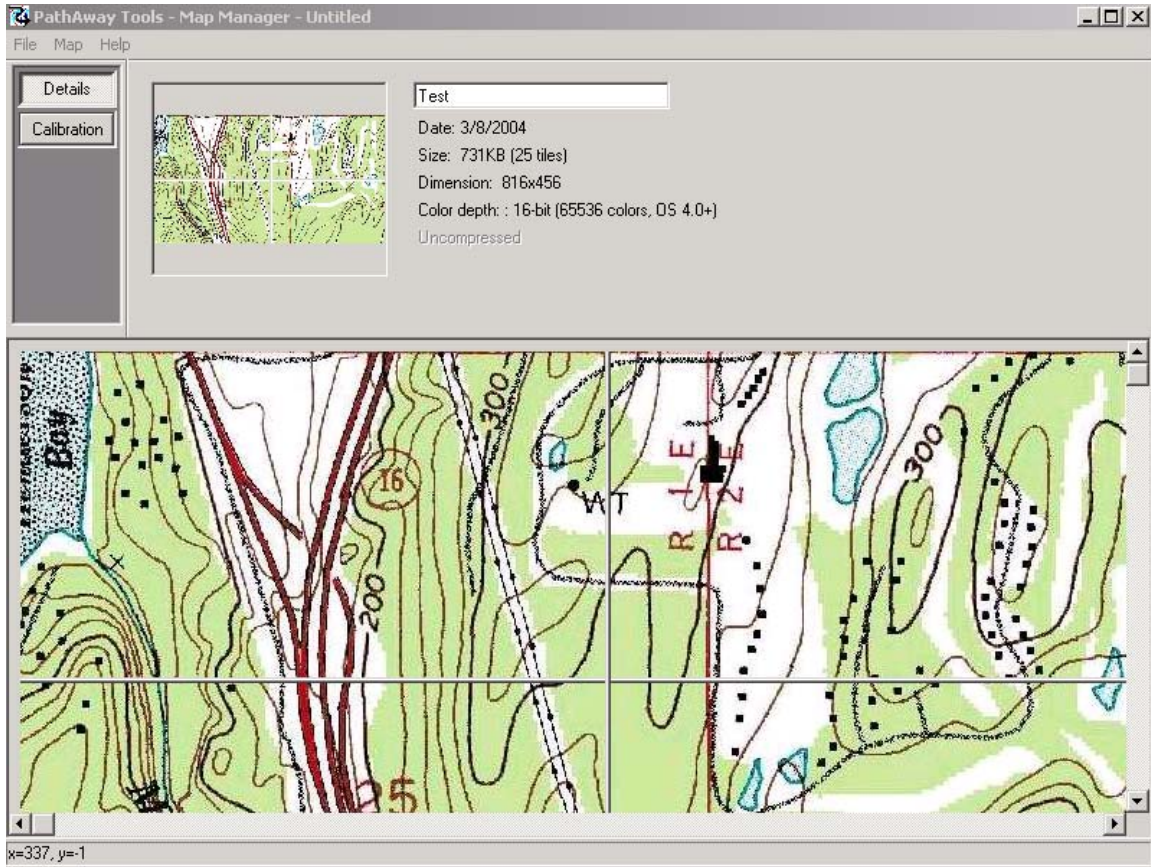 PathAway Tools - Map Manager - Untitled
File Map Help
Details
Calibration
Test
Date: 3/8/2004
Size: 731KB (25 tiles)
Dimension: 816x456
Color depth: : 16-bit (65536 colors, OS 4.0+)
Uncompressed
Bay
16
200
300
WT
R 1 E
R 2 E
300
25
x=337, y=-1